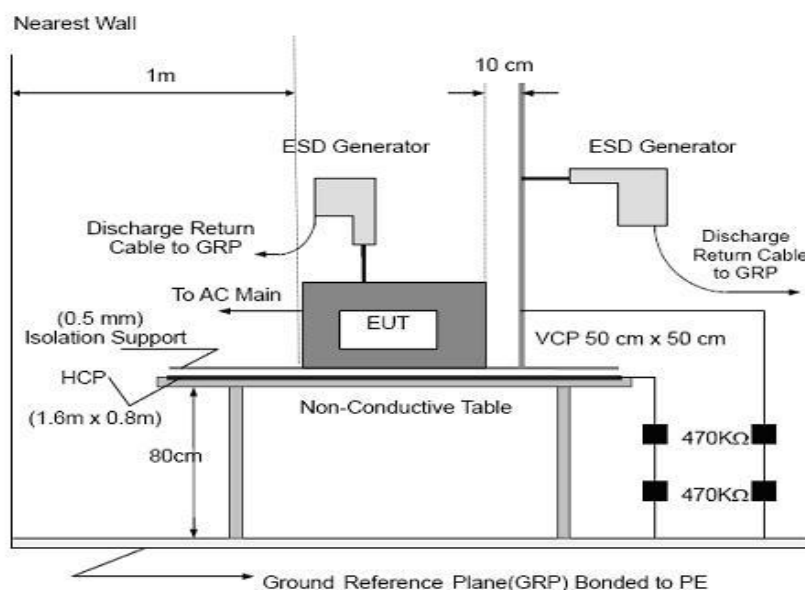 Nearest Wall
1m
10 cm
ESD Generator
ESD Generator
Discharge Return
Cable to GRP
Discharge
Return Cable
to GRP
To AC Main
(0.5 mm)
Isolation Support
EUT
VCP 50 cm x 50 cm
HCP
(1.6m x 0.8m)
Non-Conductive Table
80cm
470KΩ
470KΩ
Ground Reference Plane(GRP) Bonded to PE